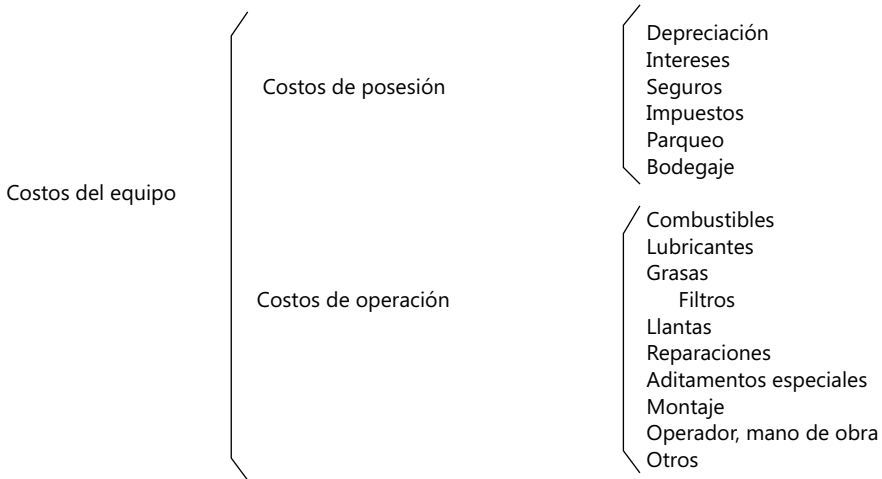 Costos del equipo
Costos de posesión
Depreciación
Intereses
Seguros
Impuestos
Parqueo
Bodegaje
Costos de operación
Combustibles
Lubricantes
Grasas
Filtros
Llantas
Reparaciones
Aditamentos especiales
Montaje
Operador, mano de obra
Otros